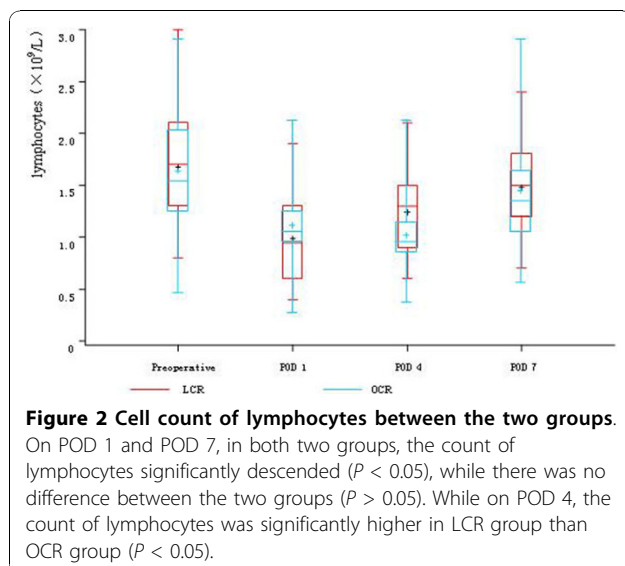 3.0
lymphocytes (×10⁹/L)
2.5
2.0
1.5
1.0
0.5
0
Preoperative POD 1 POD 4 POD 7
LCR OCR
Figure 2 Cell count of lymphocytes between the two groups.
On POD 1 and POD 7, in both two groups, the count of
lymphocytes significantly descended (P < 0.05), while there was no
difference between the two groups (P > 0.05). While on POD 4, the
count of lymphocytes was significantly higher in LCR group than
OCR group (P < 0.05).